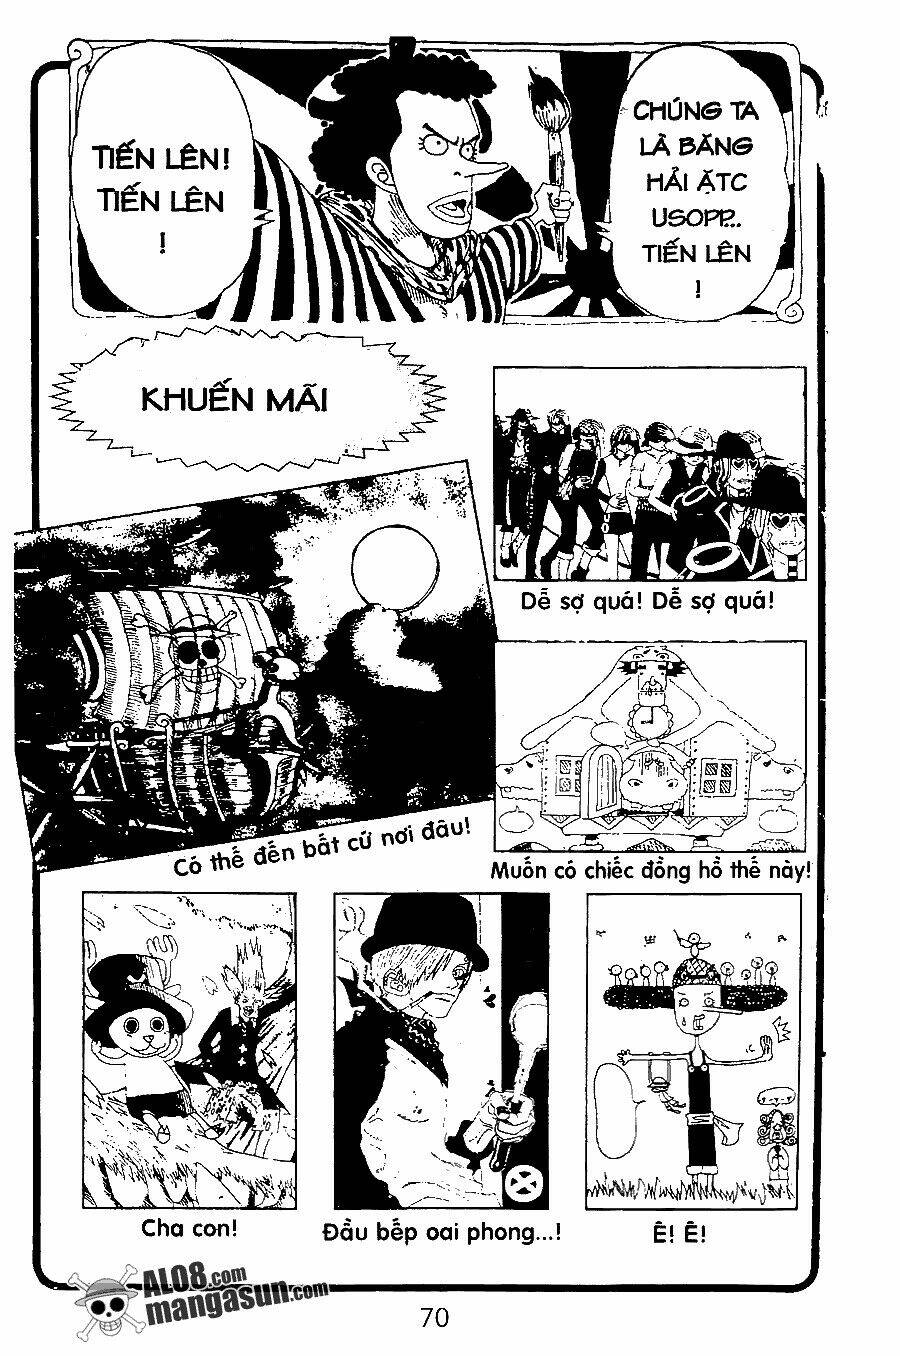 CHÚNG TA
LÀ BĂNG
HẢI ẶTC
USOPP...
TIẾN LÊN
!
TIẾN LÊN!
TIẾN LÊN
!
KHUẾN MÃI
Dễ sợ quá! Dễ sợ quá!
Có thế đến bất cứ nơi đâu!
Muốn có chiếc đồng hồ thế này!
Cha con!
Đầu bếp oai phong...!
Ê! Ê!
ALO8.com
mangasun.com
70